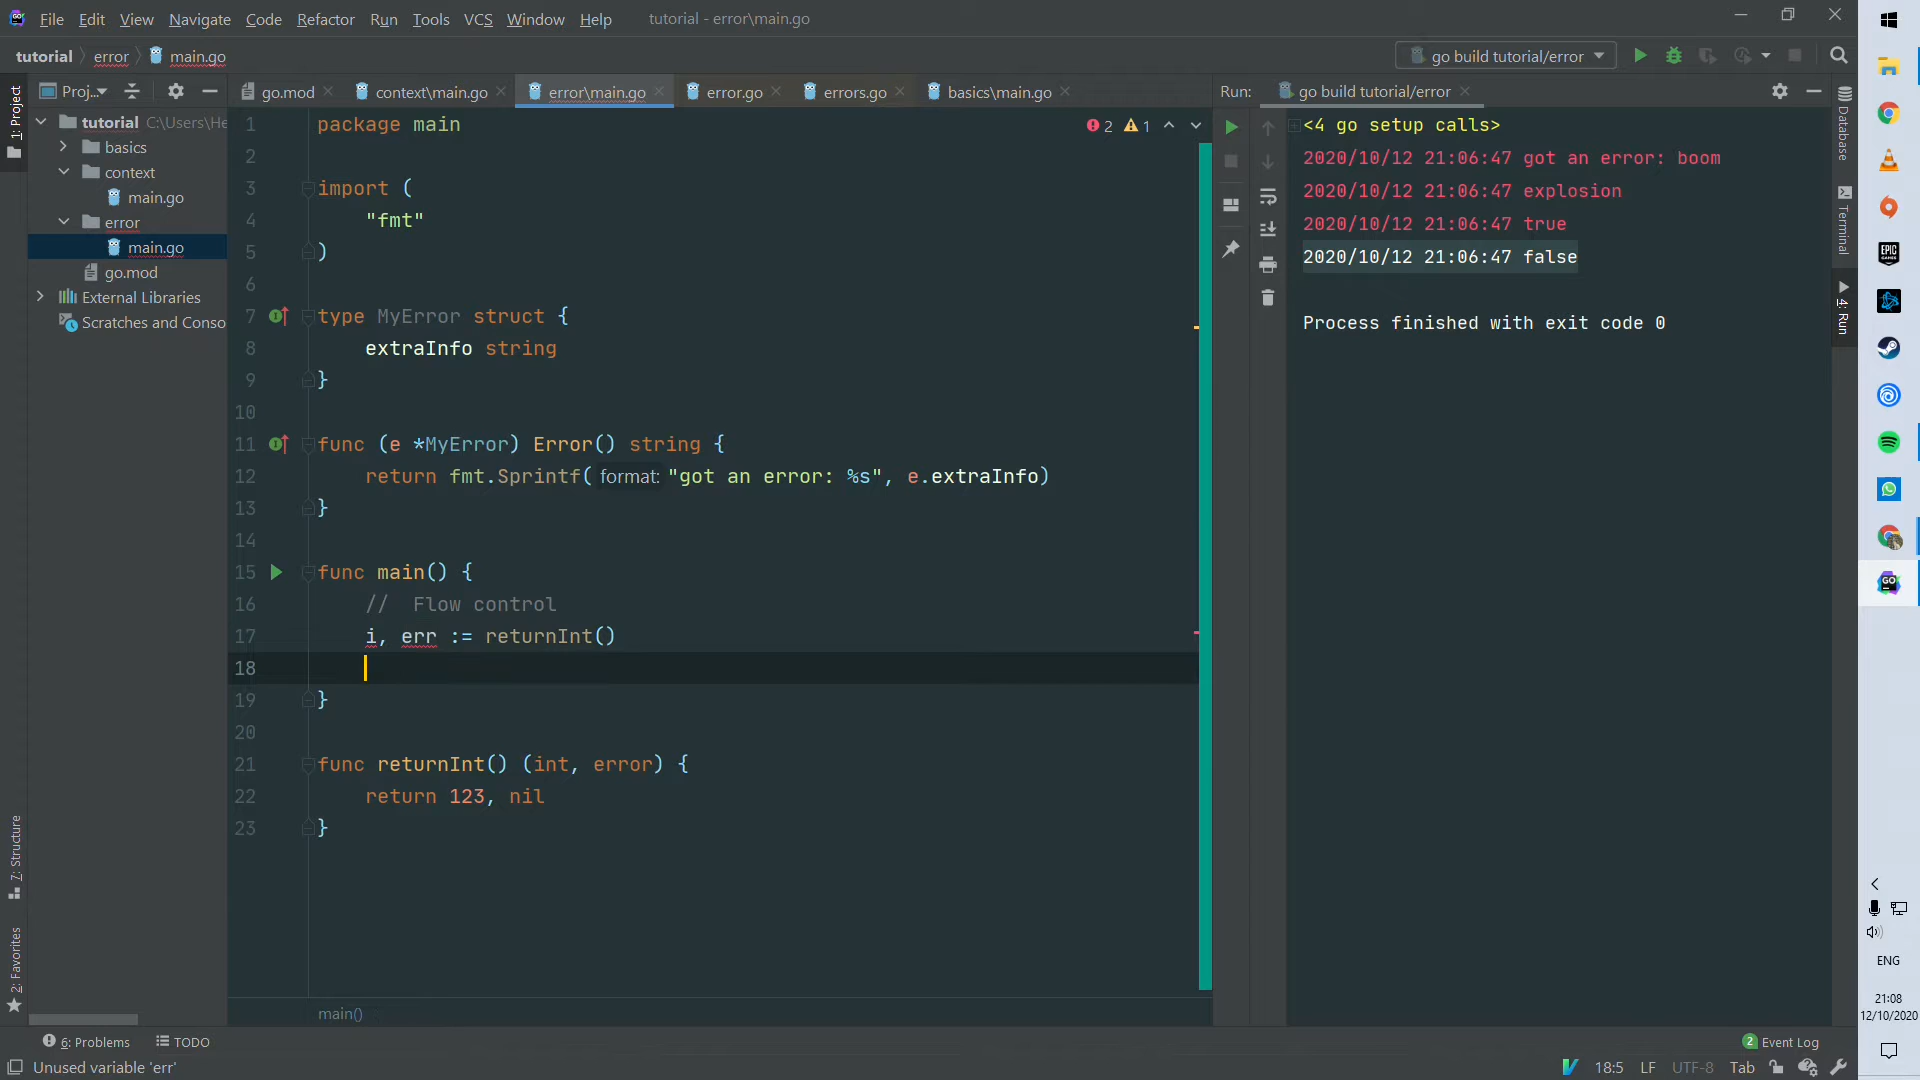 File Edit View Navigate Code Refactor Run Tools VCS Window Help tutorial - error\main.go
tutorial error main.go go build tutorial/error
1: Project
Proj... go.mod context\main.go error\main.go error.go errors.go basics\main.go Run: go build tutorial/error
tutorial C:\Users\He
basics
context
main.go
error
main.go
go.mod
External Libraries
Scratches and Conso
1 package main
2
3 import (
4 "fmt"
5 )
6
7 type MyError struct {
8 extraInfo string
9 }
10
11 func (e *MyError) Error() string {
12 return fmt.Sprintf( format: "got an error: %s", e.extraInfo)
13 }
14
15 func main() {
16 // Flow control
17 i, err := returnInt()
18
19 }
20
21 func returnInt() (int, error) {
22 return 123, nil
23 }
2 1
main()
<4 go setup calls>
2020/10/12 21:06:47 got an error: boom
2020/10/12 21:06:47 explosion
2020/10/12 21:06:47 true
2020/10/12 21:06:47 false
Process finished with exit code 0
Database
Terminal
4: Run
7: Structure
2: Favorites
6: Problems TODO 2 Event Log
Unused variable 'err' 18:5 LF UTF-8 Tab
EPIC GAMES
GO
ENG
21:08
12/10/2020